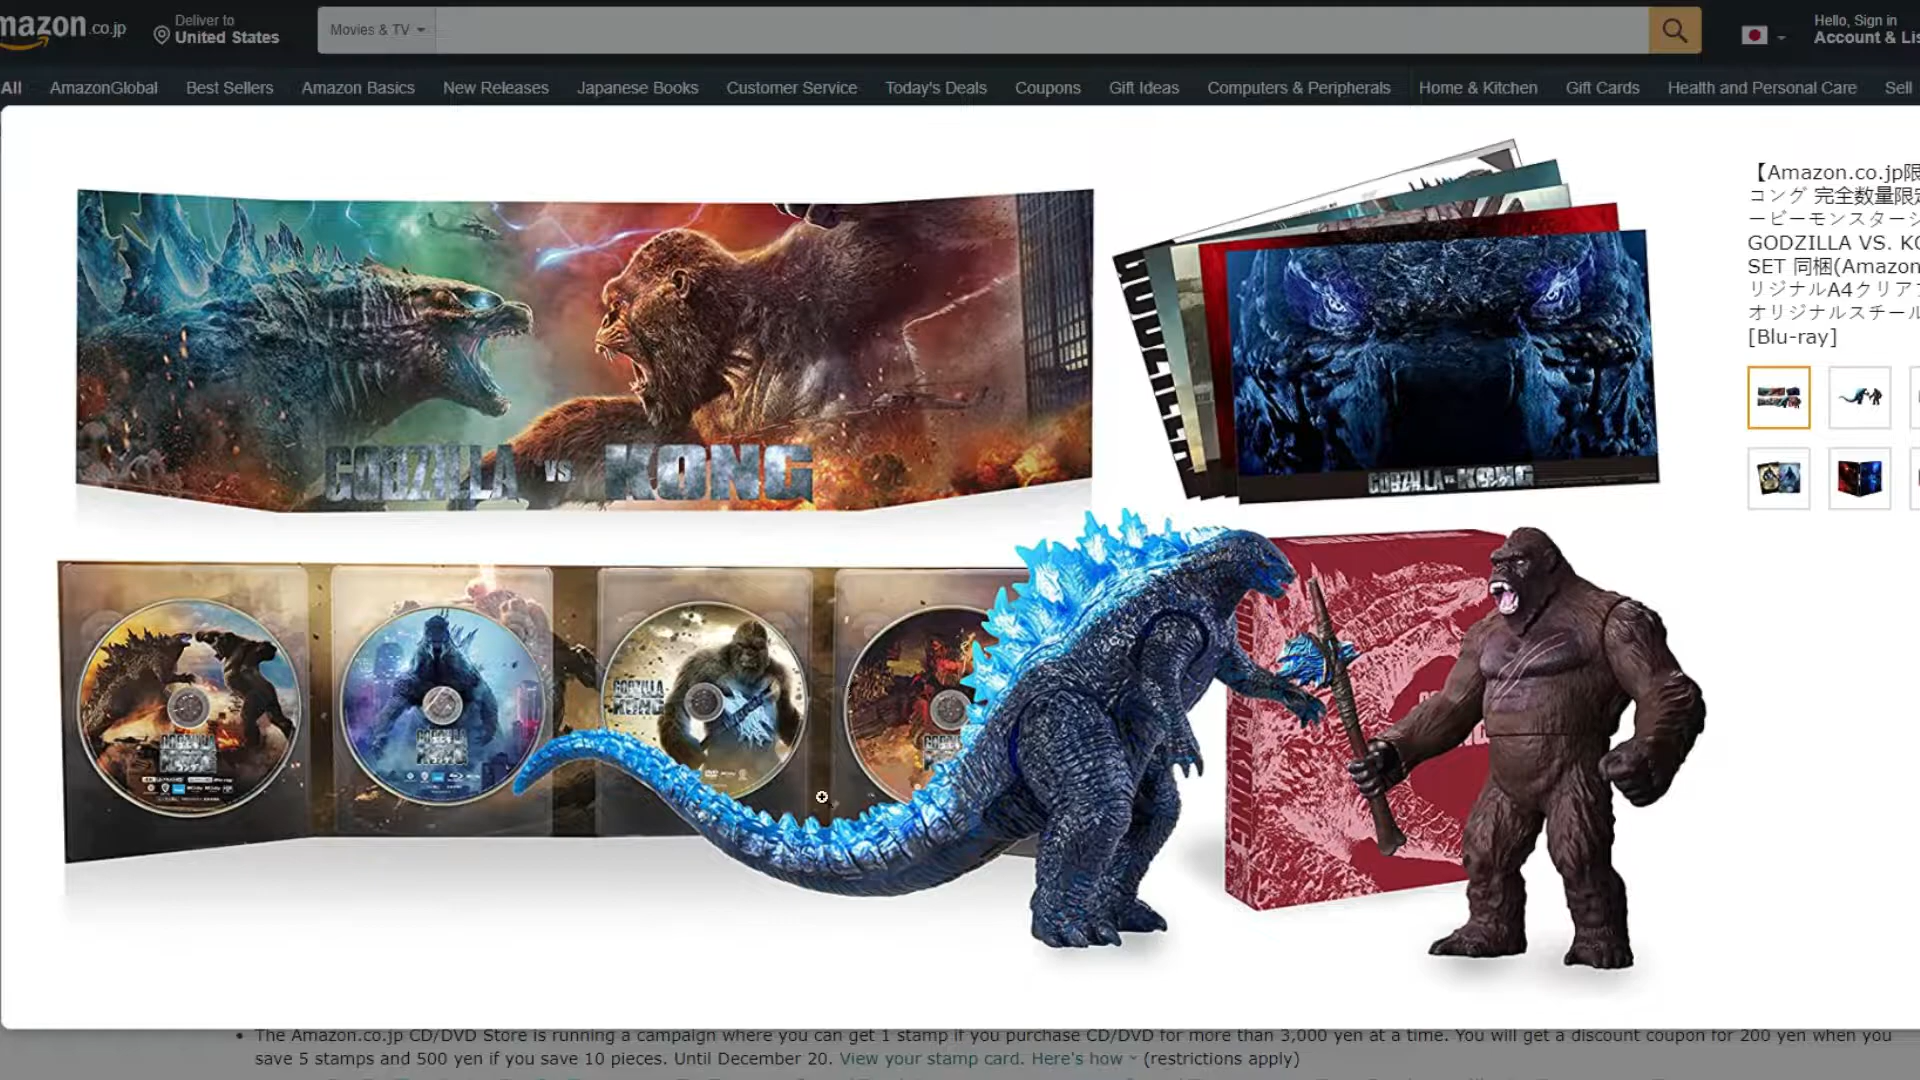 mazon.co.jp
Deliver to
United States
Movies & TV
Hello, Sign in
Account & Lis
All
AmazonGlobal
Best Sellers
Amazon Basics
New Releases
Japanese Books
Customer Service
Today's Deals
Coupons
Gift Ideas
Computers & Peripherals
Home & Kitchen
Gift Cards
Health and Personal Care
Sell
GODZILLA VS. KONG
GODZILLA
GODZILLA VS. KONG
【Amazon.co.jp限
コング 完全数量限定
ービーモンスターシ
GODZILLA VS. KO
SET 同梱(Amazon
リジナルA4クリアフ
オリジナルスチール
[Blu-ray]
GODZILLA
KONG
KONG
The Amazon.co.jp CD/DVD Store is running a campaign where you can get 1 stamp if you purchase CD/DVD for more than 3,000 yen at a time. You will get a discount coupon for 200 yen when you
save 5 stamps and 500 yen if you save 10 pieces. Until December 20. View your stamp card. Here's how (restrictions apply)